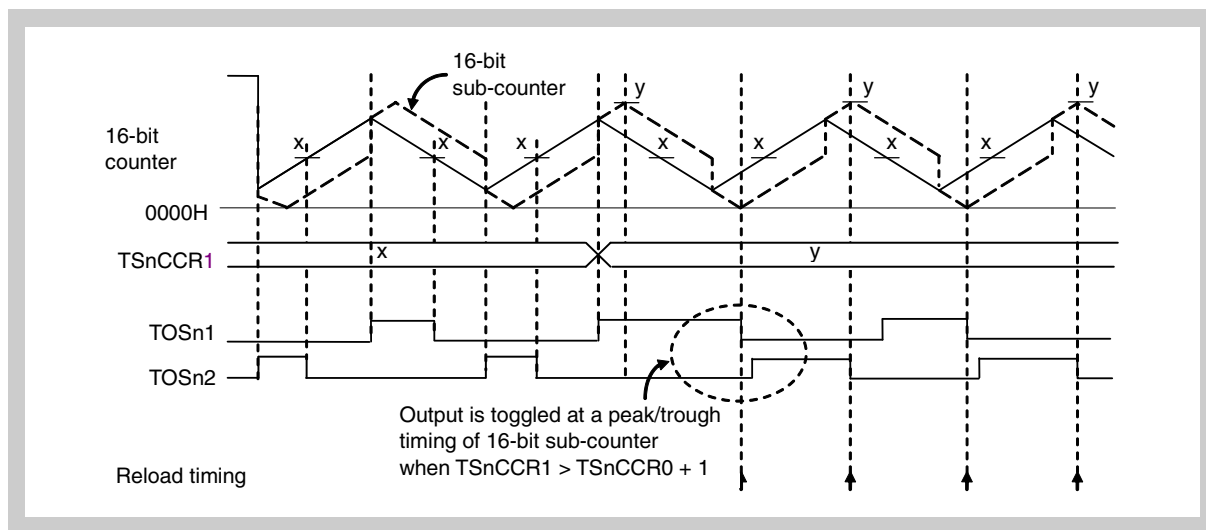 16-bit
sub-counter
y y y
x x x x x x x
16-bit
counter
0000H
x y
TSnCCR1
TOSn1
TOSn2
Output is toggled at a peak/trough
timing of 16-bit sub-counter
when TSnCCR1 > TSnCCR0 + 1
Reload timing